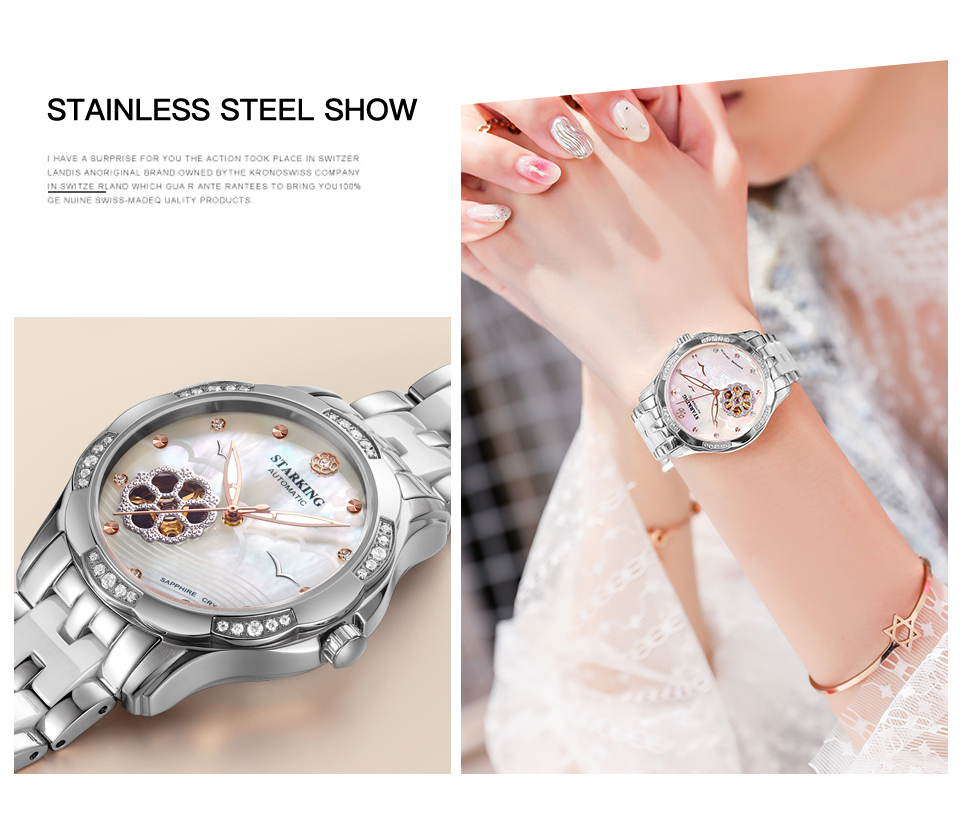 STAINLESS STEEL SHOW
I HAVE A SURPRISE FOR YOU THE ACTION TOOK PLACE IN SWITZER
LANDIS ANORIGINAL BRAND OWNED BYTHE KRONOSWISS COMPANY
IN SWITZE RLAND WHICH GUA R ANTE RANTEES TO BRING YOU100%
GE NUINE SWISS-MADEQ UALITY PRODUCTS.
STARKING
AUTOMATIC
SAPPHIRE CRY
STARKING